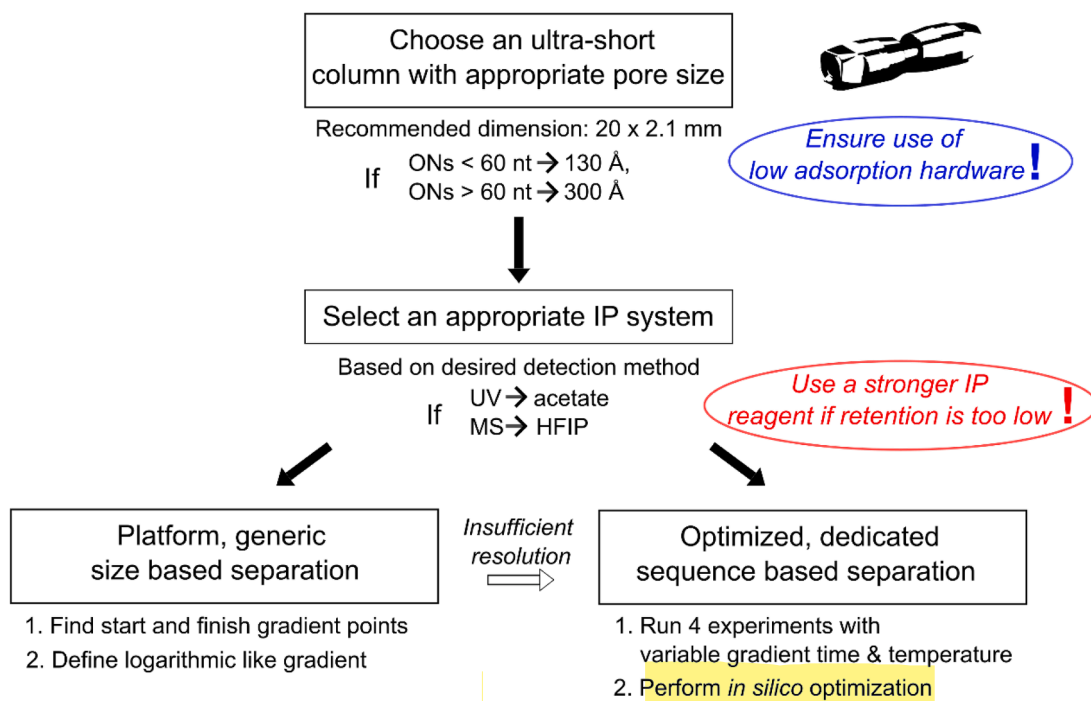 Choose an ultra-short
column with appropriate pore size
Recommended dimension: 20 x 2.1 mm
If
ONs < 60 nt → 130 Å,
ONs > 60 nt → 300 Å
Ensure use of
low adsorption hardware !
Select an appropriate IP system
Based on desired detection method
If
UV → acetate
MS → HFIP
Use a stronger IP
reagent if retention is too low !
Platform, generic
size based separation
1. Find start and finish gradient points
2. Define logarithmic like gradient
Insufficient
resolution
Optimized, dedicated
sequence based separation
1. Run 4 experiments with
variable gradient time & temperature
2. Perform in silico optimization